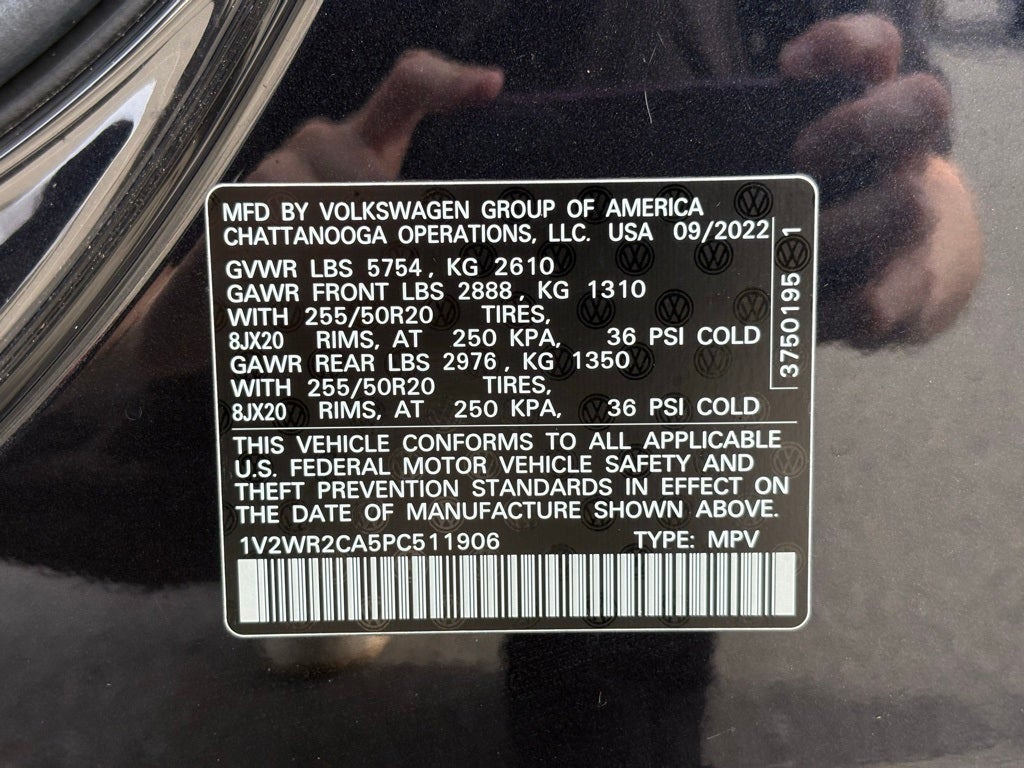 MFD BY VOLKSWAGEN GROUP OF AMERICA
CHATTANOOGA OPERATIONS, LLC. USA 09/2022
GVWR LBS 5754, KG 2610
GAWR FRONT LBS 2888, KG 1310
WITH 255/50R20 TIRES,
8JX20 RIMS, AT 250 KPA, 36 PSI COLD
GAWR REAR LBS 2976, KG 1350
WITH 255/50R20 TIRES,
8JX20 RIMS, AT 250 KPA, 36 PSI COLD
3750195 1
THIS VEHICLE CONFORMS TO ALL APPLICABLE
U.S. FEDERAL MOTOR VEHICLE SAFETY AND
THEFT PREVENTION STANDARDS IN EFFECT ON
THE DATE OF MANUFACTURE SHOWN ABOVE.
1V2WR2CA5PC511906 TYPE: MPV